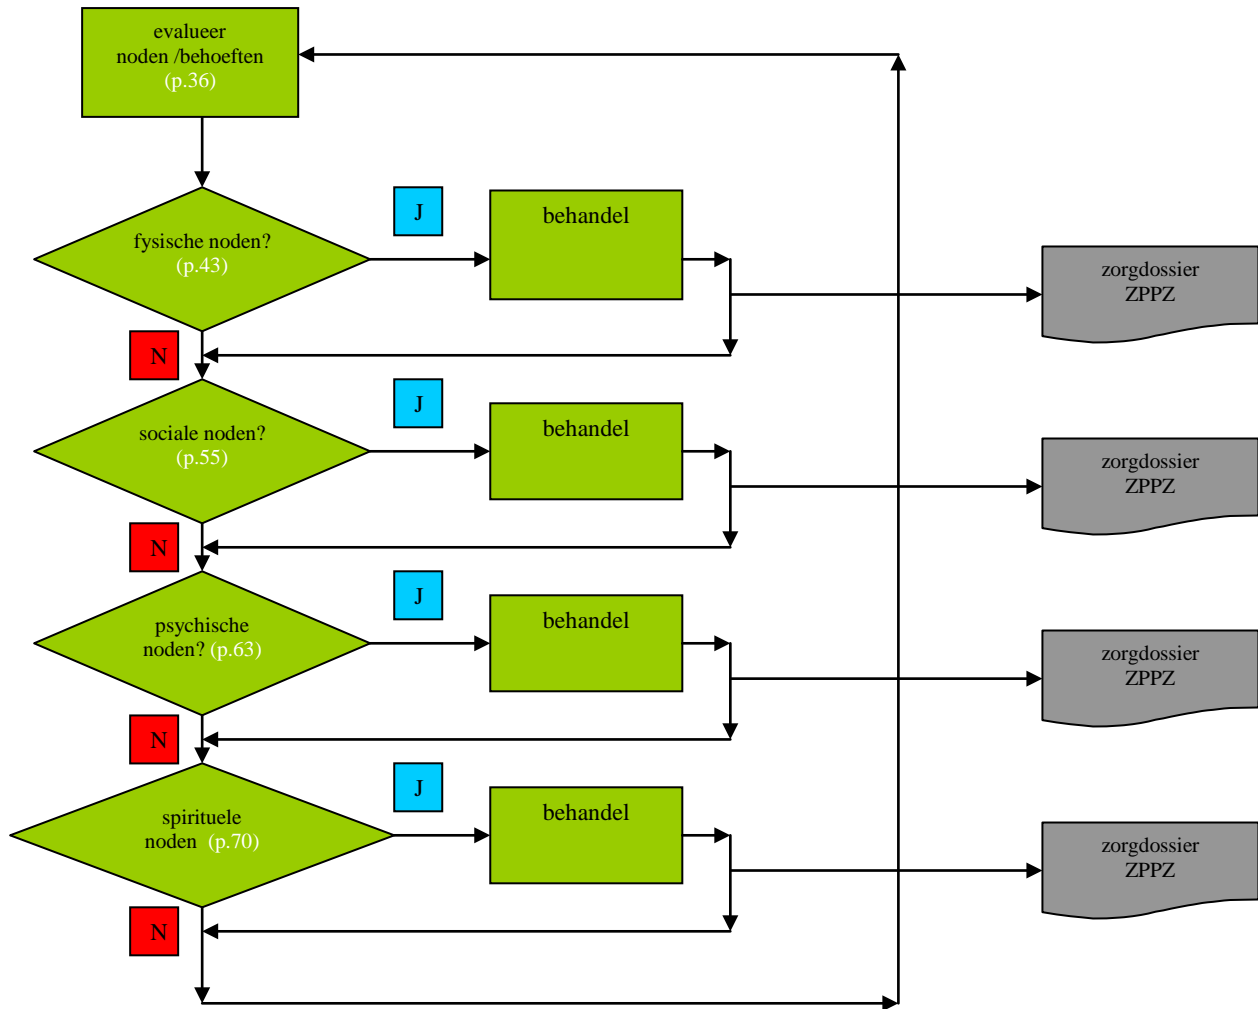 evalueer
noden /behoeften
(p.36)
J
behandel
fysische noden?
(p.43)
zorgdossier
ZPPZ
N
J
behandel
sociale noden?
(p.55)
zorgdossier
ZPPZ
N
J
behandel
psychische
noden? (p.63)
zorgdossier
ZPPZ
N
J
behandel
spirituele
noden (p.70)
zorgdossier
ZPPZ
N